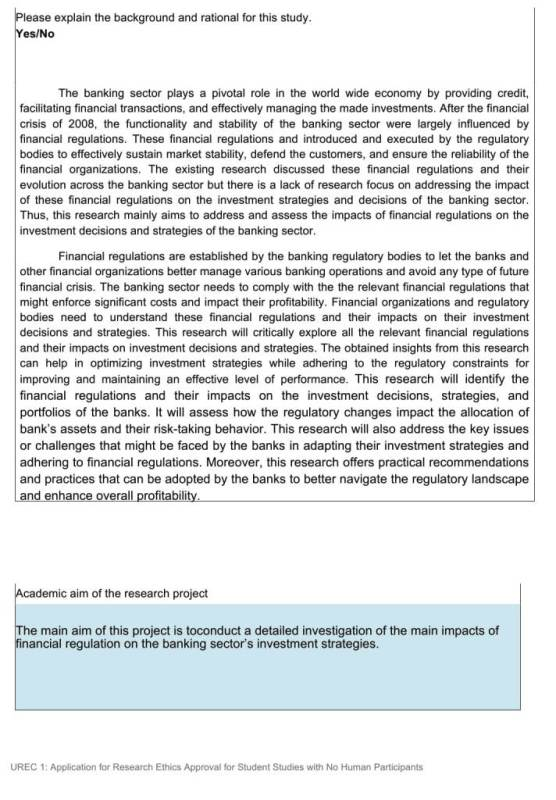 Please explain the background and rational for this study.
Yes/No
The banking sector plays a pivotal role in the world wide economy by providing credit,
facilitating financial transactions, and effectively managing the made investments. After the financial
crisis of 2008, the functionality and stability of the banking sector were largely influenced by
financial regulations. These financial regulations and introduced and executed by the regulatory
bodies to effectively sustain market stability, defend the customers, and ensure the reliability of the
financial organizations. The existing research discussed these financial regulations and their
evolution across the banking sector but there is a lack of research focus on addressing the impact
of these financial regulations on the investment strategies and decisions of the banking sector.
Thus, this research mainly aims to address and assess the impacts of financial regulations on the
investment decisions and strategies of the banking sector.
Financial regulations are established by the banking regulatory bodies to let the banks and
other financial organizations better manage various banking operations and avoid any type of future
financial crisis. The banking sector needs to comply with the the relevant financial regulations that
might enforce significant costs and impact their profitability. Financial organizations and regulatory
bodies need to understand these financial regulations and their impacts on their investment
decisions and strategies. This research will critically explore all the relevant financial regulations
and their impacts on investment decisions and strategies. The obtained insights from this research
can help in optimizing investment strategies while adhering to the regulatory constraints for
improving and maintaining an effective level of performance. This research will identify the
financial regulations and their impacts on the investment decisions, strategies, and
portfolios of the banks. It will assess how the regulatory changes impact the allocation of
bank's assets and their risk-taking behavior. This research will also address the key issues
or challenges that might be faced by the banks in adapting their investment strategies and
adhering to financial regulations. Moreover, this research offers practical recommendations
and practices that can be adopted by the banks to better navigate the regulatory landscape
and enhance overall profitability.
Academic aim of the research project
The main aim of this project is toconduct a detailed investigation of the main impacts of
financial regulation on the banking sector's investment strategies.
UREC 1: Application for Research Ethics Approval for Student Studies with No Human Participants